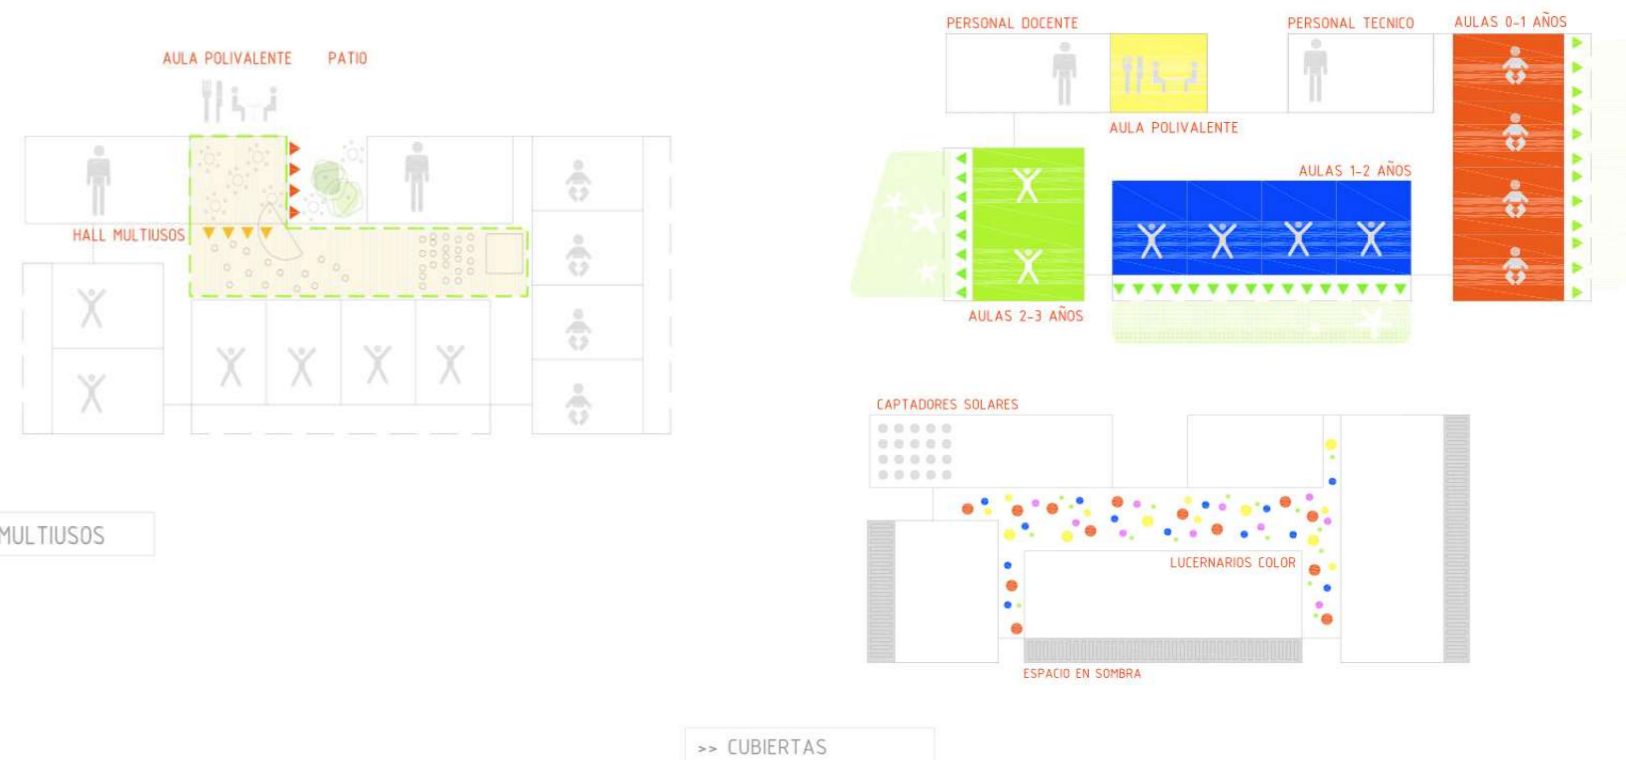 AULA POLIVALENTE
PATIO
HALL MULTIUSOS
MULTIUSOS
PERSONAL DOCENTE
PERSONAL TECNICO
AULAS 0-1 AÑOS
AULA POLIVALENTE
AULAS 1-2 AÑOS
AULAS 2-3 AÑOS
CAPTADORES SOLARES
LUCERNARIOS COLOR
ESPACIO EN SOMBRA
>> CUBIERTAS